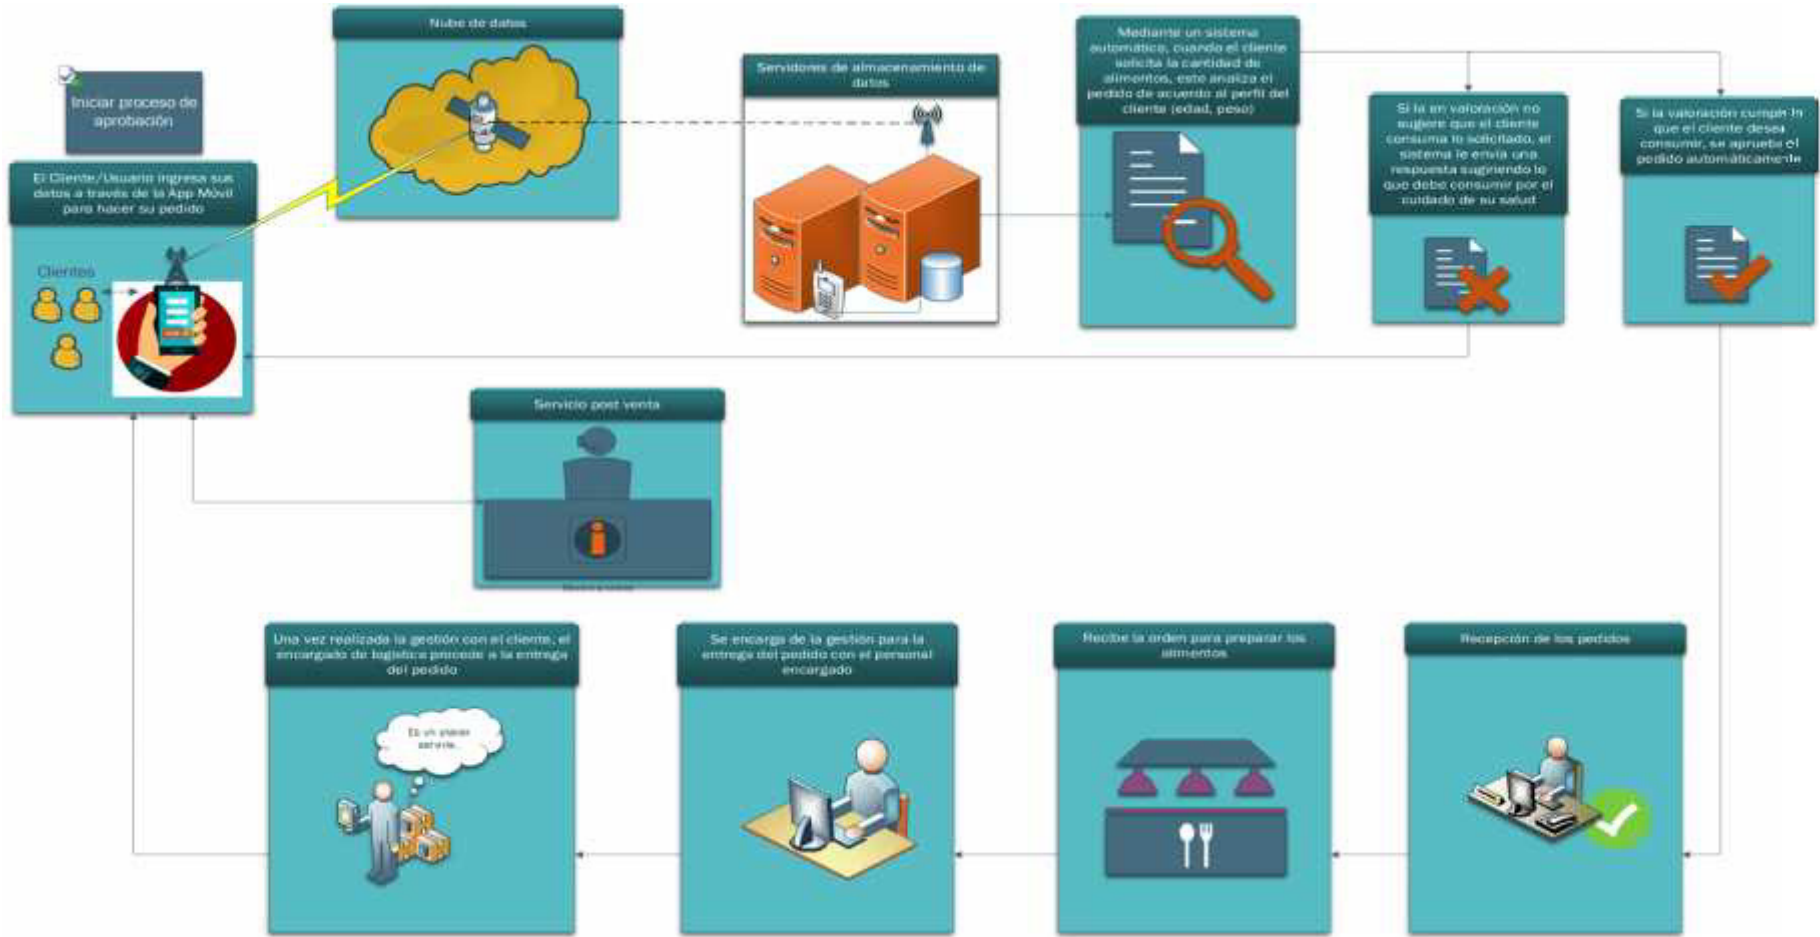 Nube de datos
Iniciar proceso de
aprobación
El Cliente/Usuario ingresa sus
datos a través de la App Móvil
para hacer su pedido
Clientes
Servidores de almacenamiento de
datos
Mediante un sistema
automático, cuando el cliente
solicita la cantidad de
alimentos, este analiza el
pedido de acuerdo al perfil del
cliente (edad, peso)
Si la en valoración no
sugiere que el cliente
consuma lo solicitado, el
sistema le envía una
respuesta sugiriendo lo
que debe consumir por el
cuidado de su salud
Si la valoración cumple lo
que el cliente desea
consumir, se aprueba el
pedido automáticamente
Servicio post venta
Una vez realizada la gestión con el cliente, el
encargado de logística procede a la entrega
del pedido
Es un placer
servirle.
Se encarga de la gestión para la
entrega del pedido con el personal
encargado
Recibe la orden para preparar los
alimentos
Recepción de los pedidos